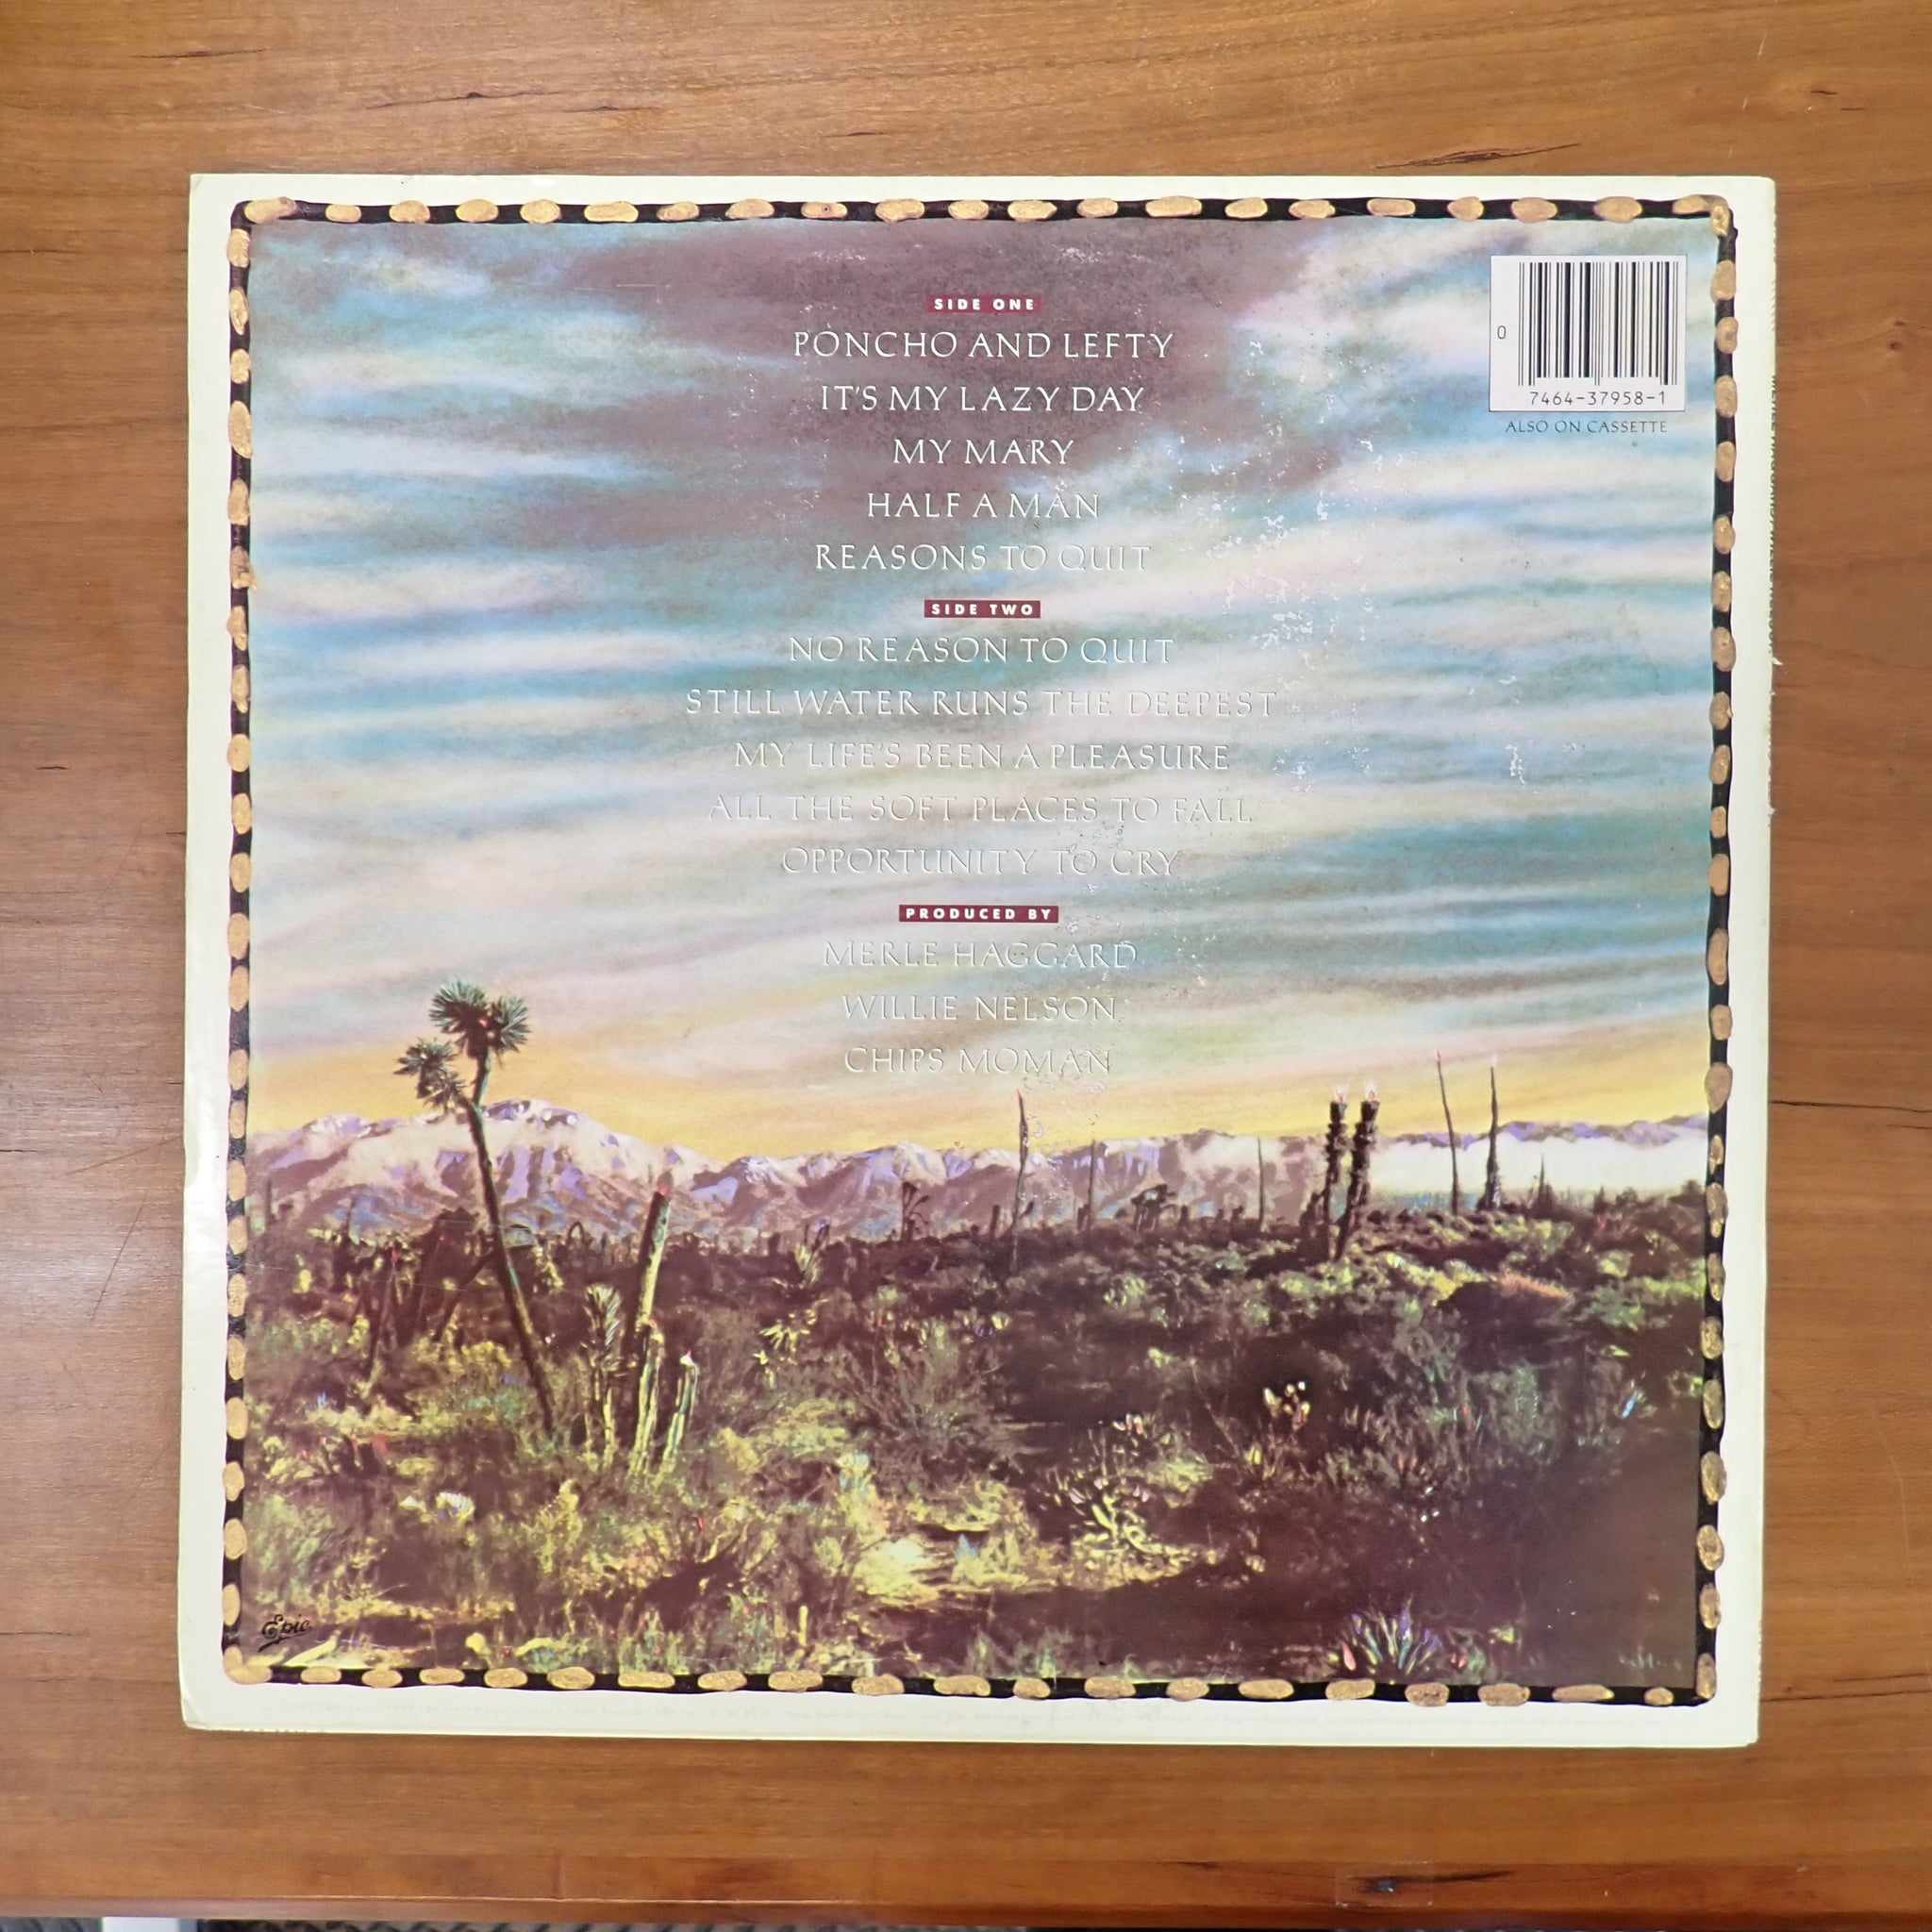 SIDE ONE
PONCHO AND LEFTY
IT'S MY LAZY DAY
MY MARY
HALF A MAN
REASONS TO QUIT
SIDE TWO
NO REASON TO QUIT
STILL WATER RUNS THE DEEPEST
MY LIFE'S BEEN A PLEASURE
ALL THE SOFT PLACES TO FALL
OPPORTUNITY TO CRY
PRODUCED BY
MERLE HAGGARD
WILLIE NELSON
CHIPS MOMAN
0
7464-37958-1
ALSO ON CASSETTE
Epic